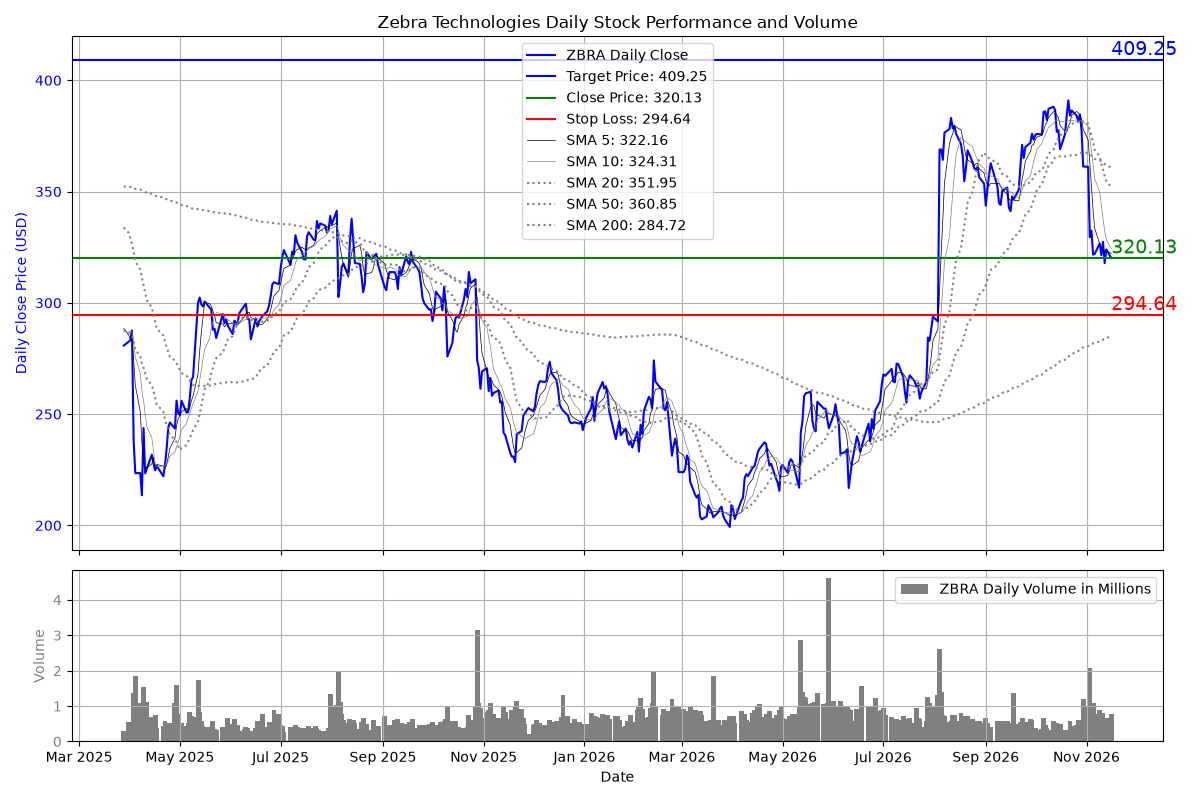 Zebra Technologies Daily Stock Performance and Volume
Daily Close Price (USD)
400
350
300
250
200
ZBRA Daily Close
Target Price: 409.25
Close Price: 320.13
Stop Loss: 294.64
SMA 5: 322.16
SMA 10: 324.31
SMA 20: 351.95
SMA 50: 360.85
SMA 200: 284.72
409.25
320.13
294.64
Volume
4
3
2
1
0
ZBRA Daily Volume in Millions
Mar 2025 May 2025 Jul 2025 Sep 2025 Nov 2025 Jan 2026 Mar 2026 May 2026 Jul 2026 Sep 2026 Nov 2026
Date